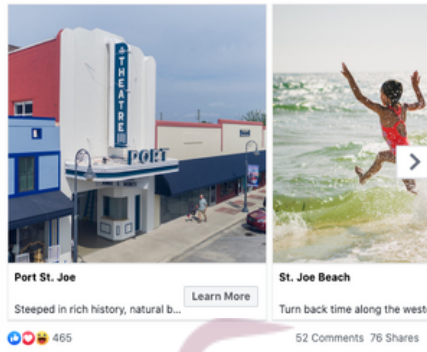 THEATRE
PORT
Port St. Joe
Steeped in rich history, natural b...
Learn More
St. Joe Beach
Turn back time along the weste
465
52 Comments 76 Shares